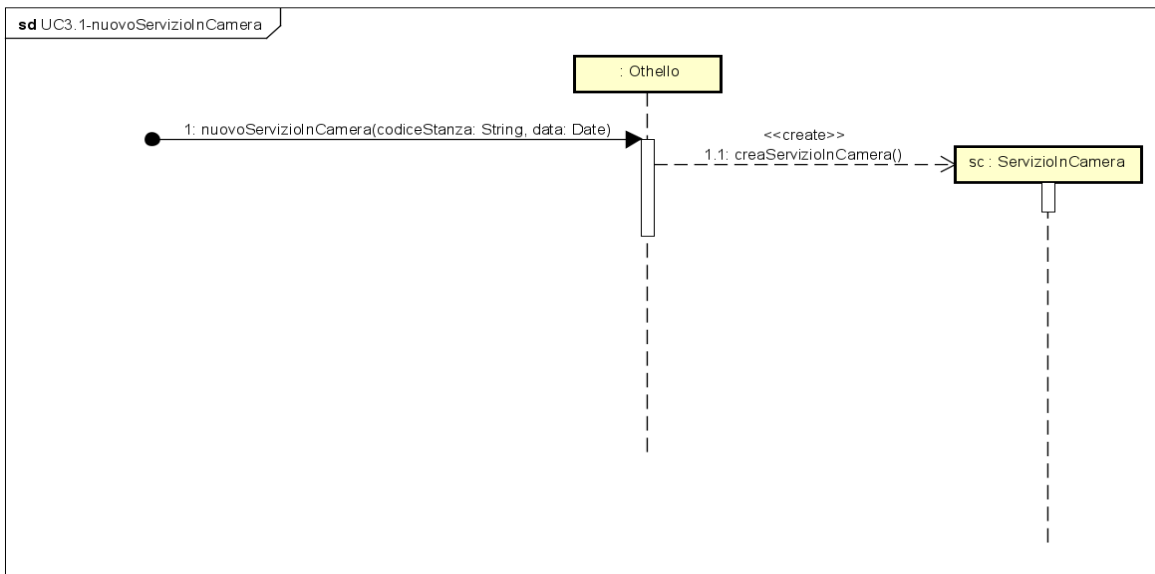 sd UC3.1-nuovoServizioInCamera
: Othello
1: nuovoServizioInCamera(codiceStanza: String, data: Date)
<<create>>
1.1: creaServizioInCamera()
sc : ServizioInCamera